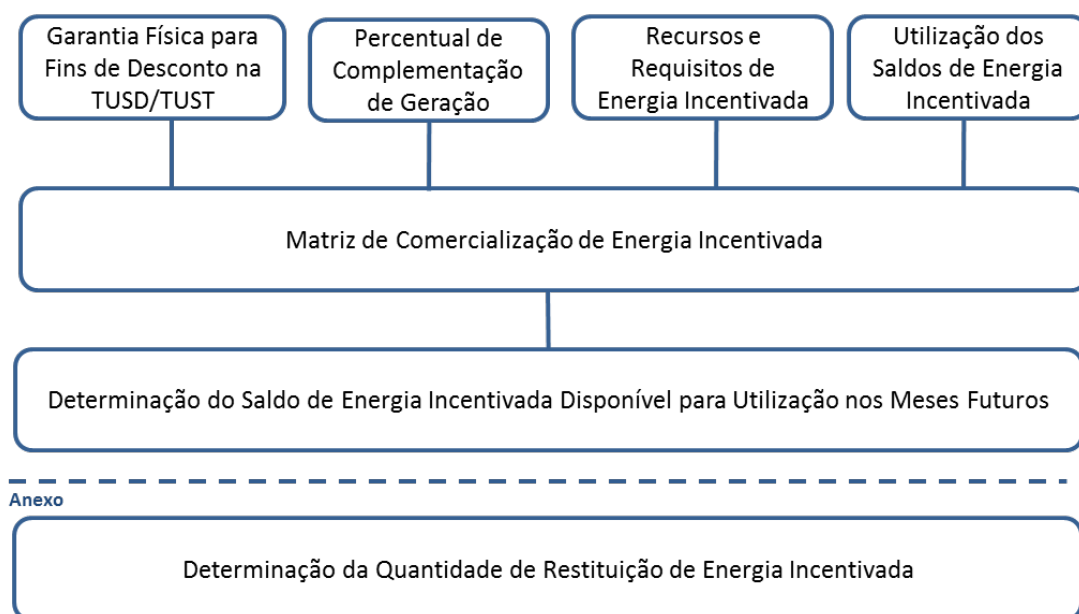 Garantia Física para
Fins de Desconto na
TUSD/TUST
Percentual de
Complementação
de Geração
Recursos e
Requisitos de
Energia Incentivada
Utilização dos
Saldos de Energia
Incentivada
Matriz de Comercialização de Energia Incentivada
Determinação do Saldo de Energia Incentivada Disponível para Utilização nos Meses Futuros
Anexo
Determinação da Quantidade de Restituição de Energia Incentivada